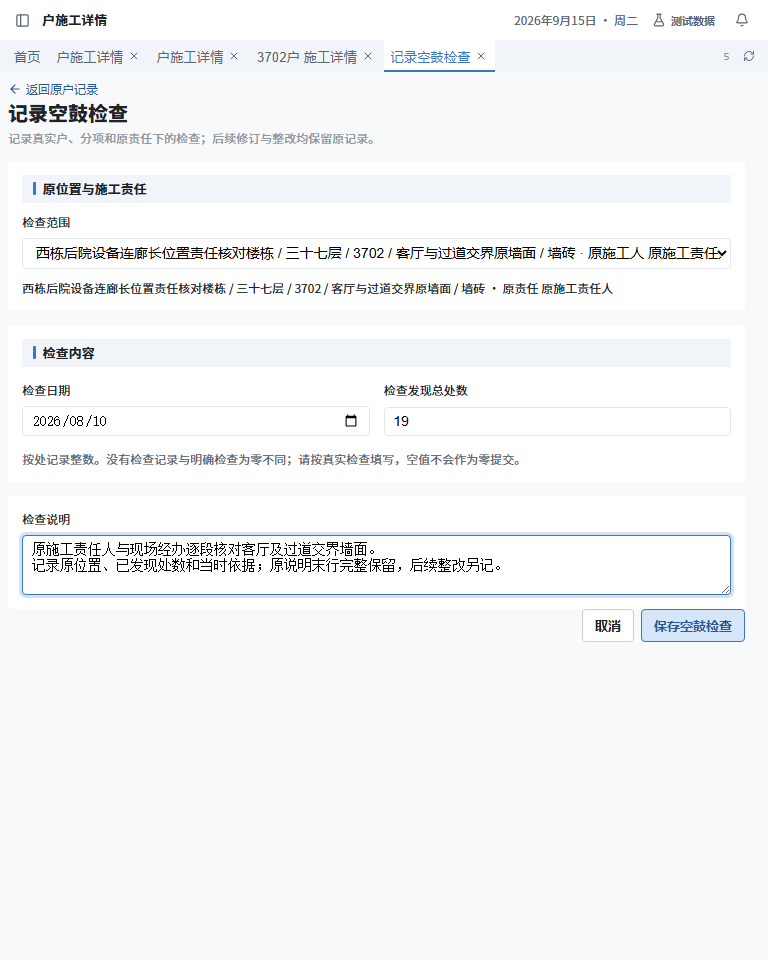 户施工详情
2026年9月15日 • 周二
测试数据
首页
户施工详情
户施工详情
3702户 施工详情
记录空鼓检查
5
返回原户记录
记录空鼓检查
记录真实户、分项和原责任下的检查；后续修订与整改均保留原记录。
原位置与施工责任
检查范围
西栋后院设备连廊长位置责任核对楼栋 / 三十七层 / 3702 / 客厅与过道交界原墙面 / 墙砖 · 原施工人 原施工责任
西栋后院设备连廊长位置责任核对楼栋 / 三十七层 / 3702 / 客厅与过道交界原墙面 / 墙砖 • 原责任 原施工责任人
检查内容
检查日期
检查发现总处数
2026/08/10
19
按处记录整数。没有检查记录与明确检查为零不同；请按真实检查填写，空值不会作为零提交。
检查说明
原施工责任人与现场经办逐段核对客厅及过道交界墙面。
记录原位置、已发现处数和当时依据；原说明末行完整保留，后续整改另记。
取消
保存空鼓检查